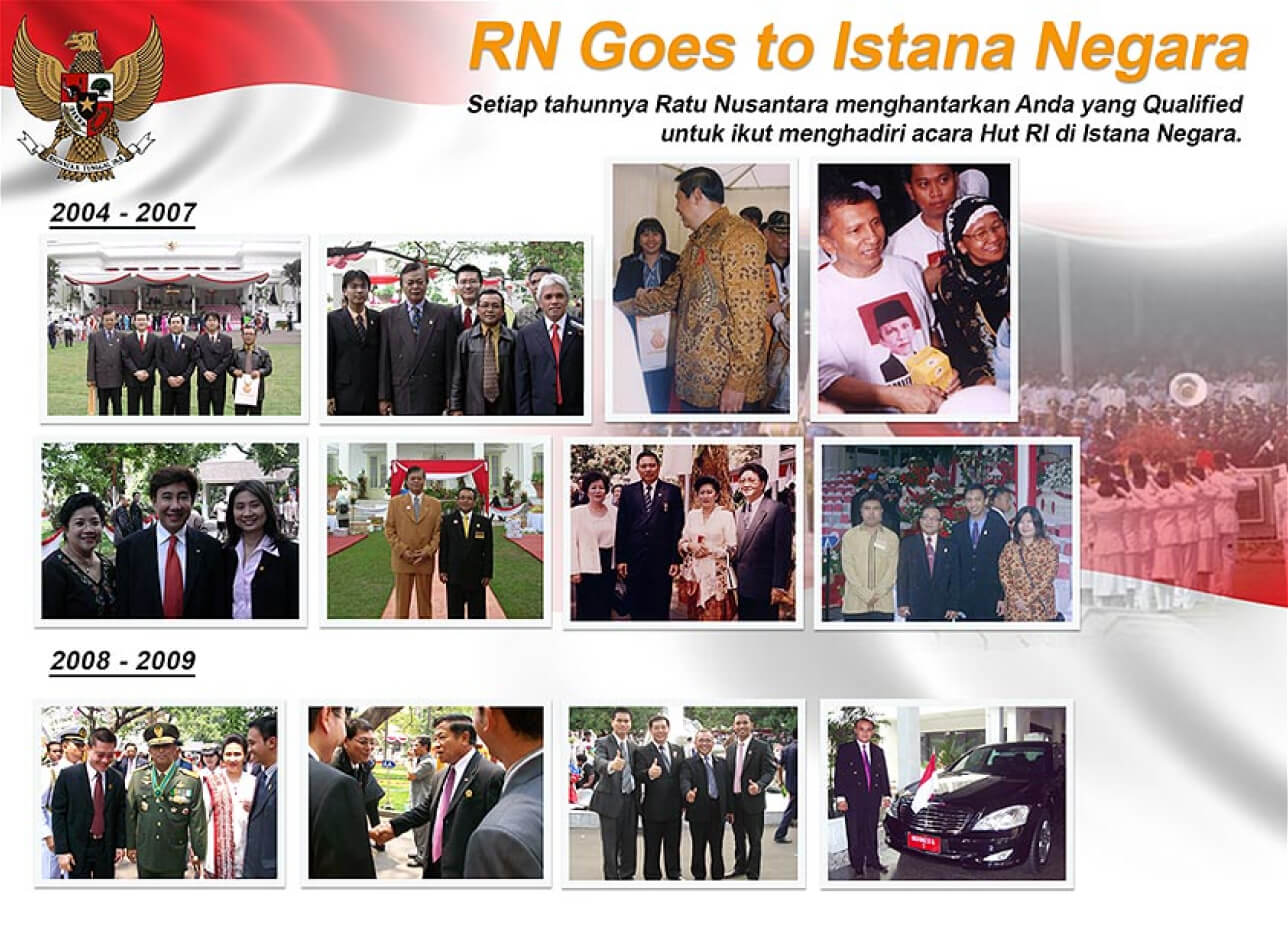 RN Goes to Istana Negara
Setiap tahunnya Ratu Nusantara menghantarkan Anda yang Qualified
untuk ikut menghadiri acara Hut RI di Istana Negara.
BHINNEKA TUNGGAL IKA
2004 - 2007
2008 - 2009
INDONESIA